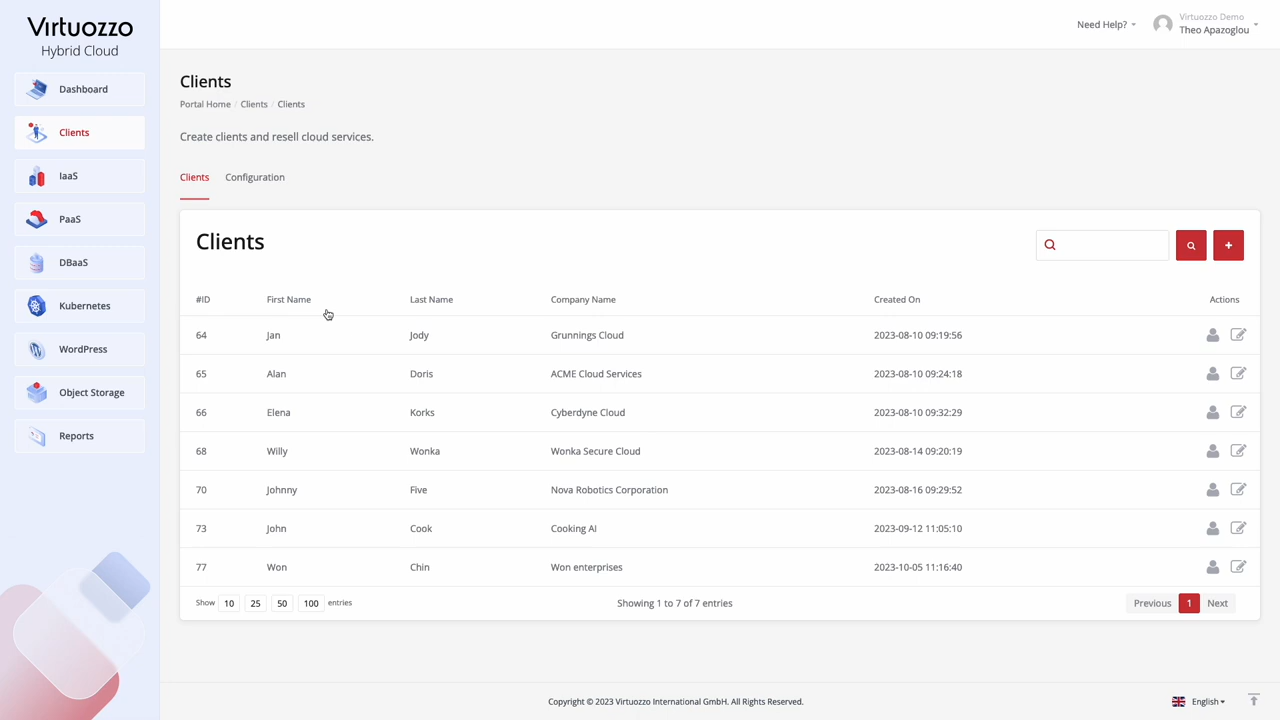 Virtuozzo
Hybrid Cloud
Dashboard
Clients
IaaS
PaaS
DBaaS
Kubernetes
WordPress
Object Storage
Reports
Need Help?
Virtuozzo Demo
Theo Apazoglou
Clients
Portal Home / Clients / Clients
Create clients and resell cloud services.
Clients Configuration
Clients
#ID First Name Last Name Company Name Created On Actions
64 Jan Jody Grunnings Cloud 2023-08-10 09:19:56
65 Alan Doris ACME Cloud Services 2023-08-10 09:24:18
66 Elena Korks Cyberdyne Cloud 2023-08-10 09:32:29
68 Willy Wonka Wonka Secure Cloud 2023-08-14 09:20:19
70 Johnny Five Nova Robotics Corporation 2023-08-16 09:29:52
73 John Cook Cooking AI 2023-09-12 11:05:10
77 Won Chin Won enterprises 2023-10-05 11:16:40
Show 10 25 50 100 entries Showing 1 to 7 of 7 entries Previous 1 Next
Copyright © 2023 Virtuozzo International GmbH. All Rights Reserved. English